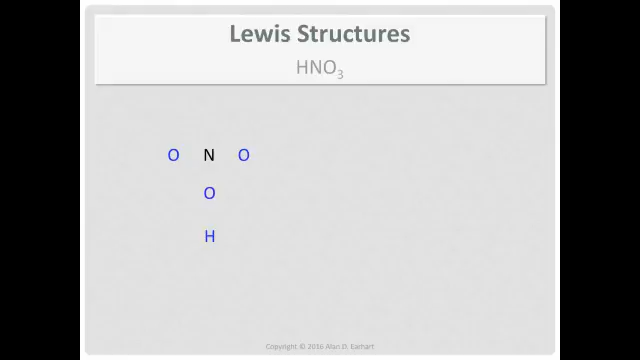 Lewis Structures
HNO₃
O N O
O
H
Copyright © 2016 Alan D. Earhart